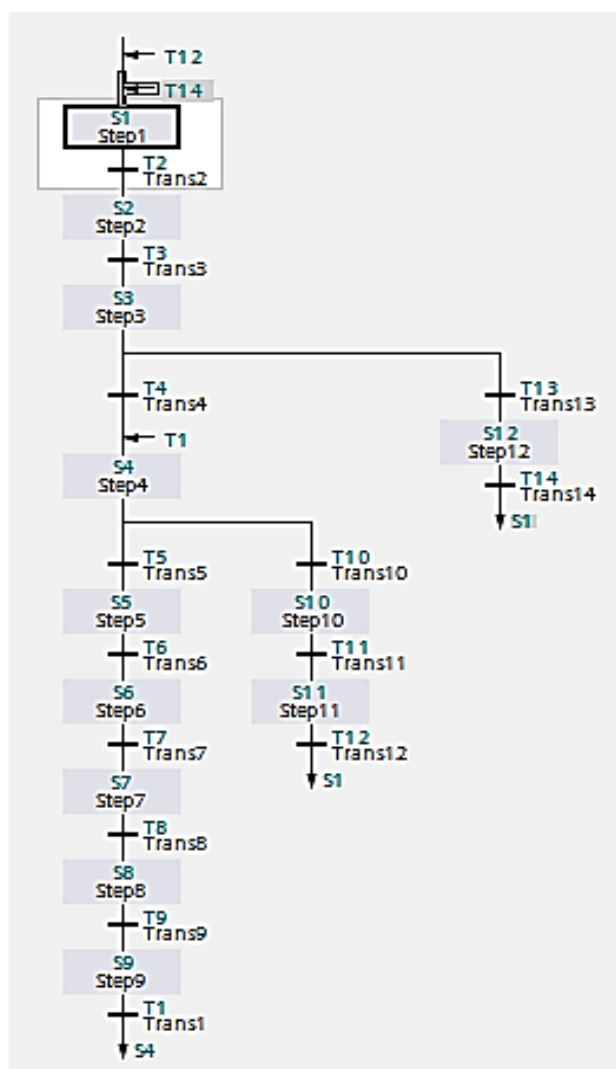 T12
T14
S1
Step1
T2
Trans2
S2
Step2
T3
Trans3
S3
Step3
T4
Trans4
T13
Trans13
T1
S12
Step12
S4
Step4
T14
Trans14
S1
T5
Trans5
T10
Trans10
S5
Step5
S10
Step10
T6
Trans6
T11
Trans11
S6
Step6
S11
Step11
T7
Trans7
T12
Trans12
S7
Step7
S1
T8
Trans8
S8
Step8
T9
Trans9
S9
Step9
T1
Trans1
S4